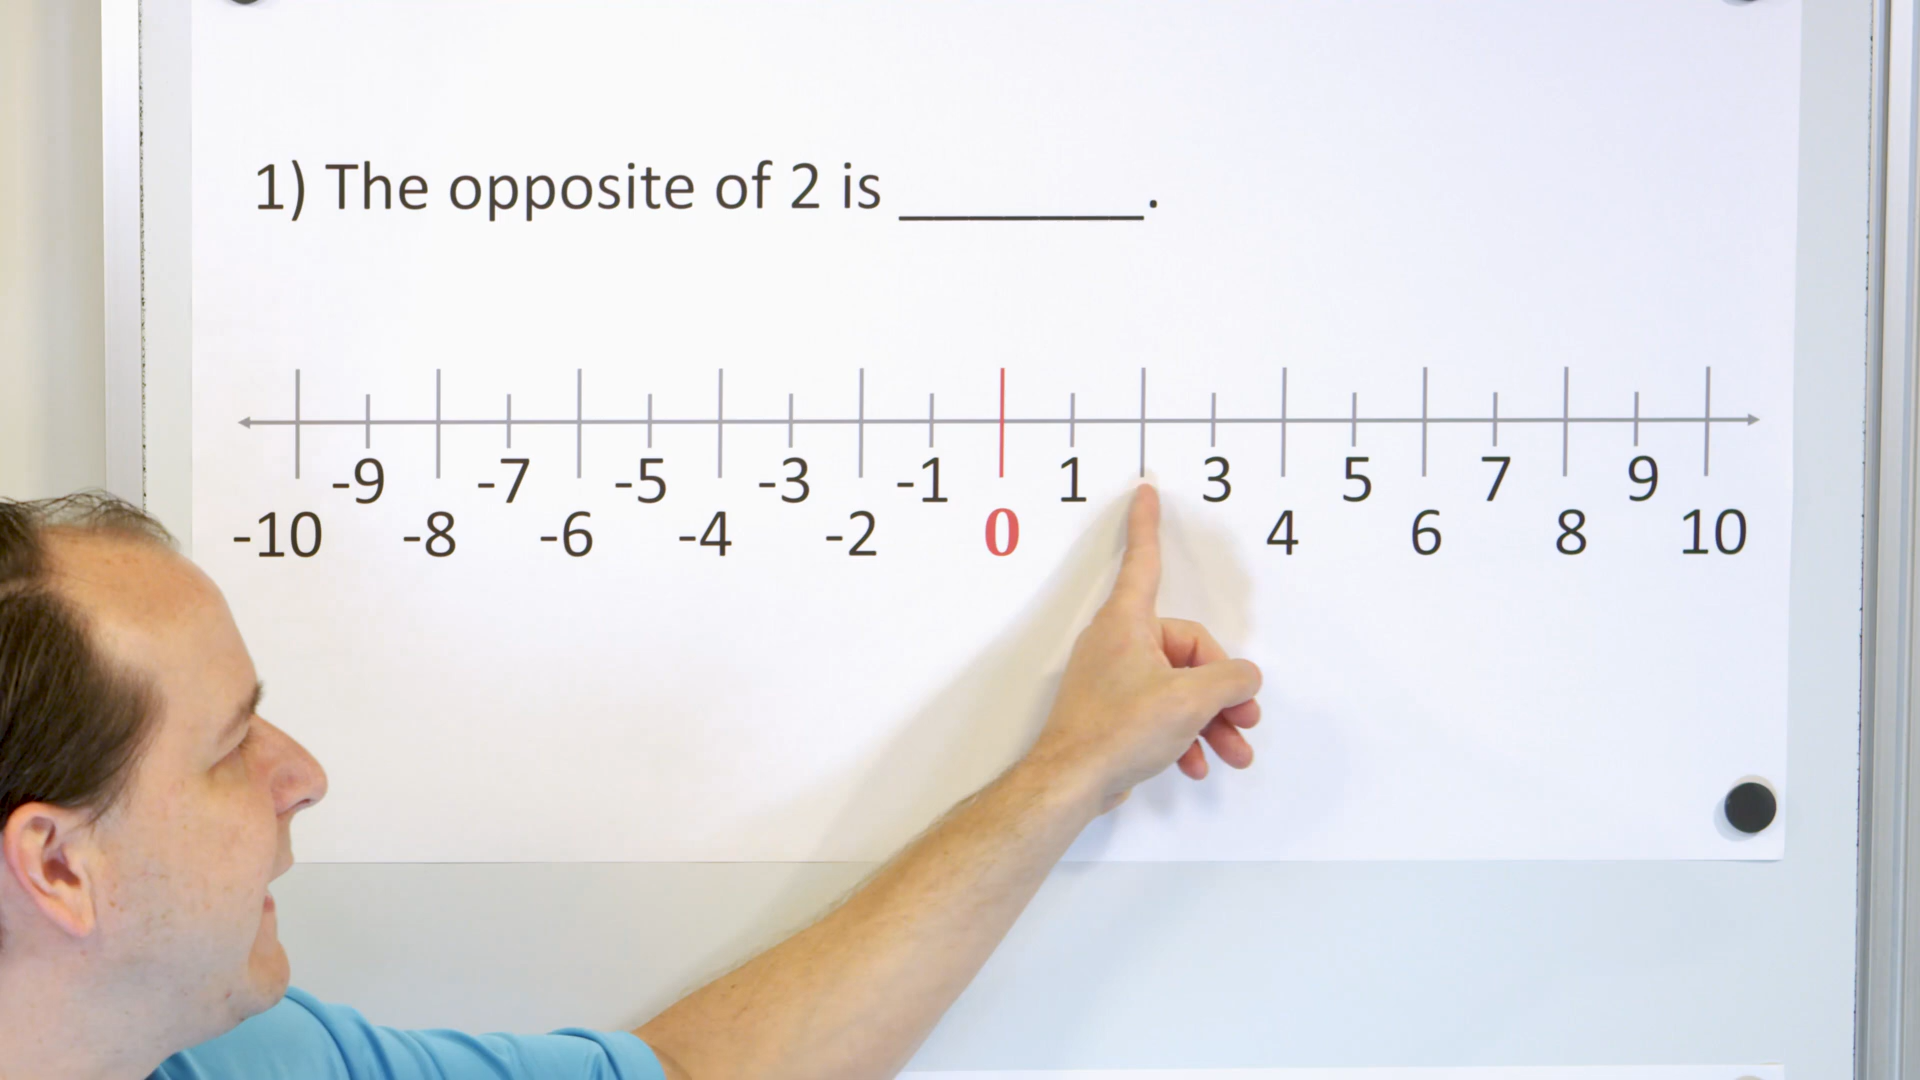 1) The opposite of 2 is ________.
-9 -7 -5 -3 -1 1 3 5 7 9
-10 -8 -6 -4 -2 0 4 6 8 10